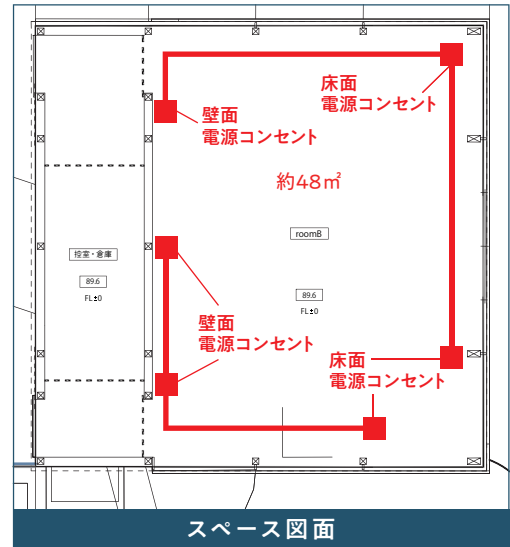 床面
電源コンセント
壁面
電源コンセント
約48㎡
roomB
控室・倉庫
89.6
FL±0
89.6
FL±0
壁面
電源コンセント
床面
電源コンセント
スペース図面